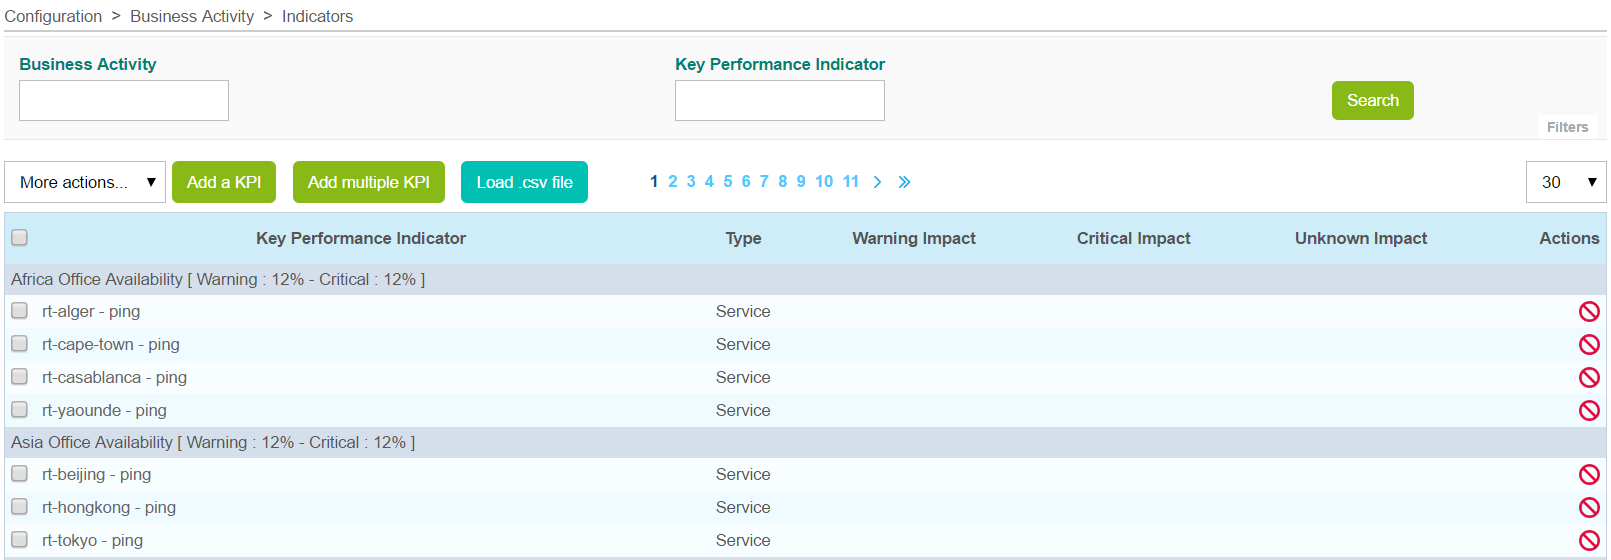 Configuration > Business Activity > Indicators
Business Activity
Key Performance Indicator
Search
Filters
More actions...
Add a KPI
Add multiple KPI
Load .csv file
1 2 3 4 5 6 7 8 9 10 11
30
Key Performance Indicator Type Warning Impact Critical Impact Unknown Impact Actions
Africa Office Availability [ Warning : 12% - Critical : 12% ]
rt-alger - ping Service
rt-cape-town - ping Service
rt-casablanca - ping Service
rt-yaounde - ping Service
Asia Office Availability [ Warning : 12% - Critical : 12% ]
rt-beijing - ping Service
rt-hongkong - ping Service
rt-tokyo - ping Service